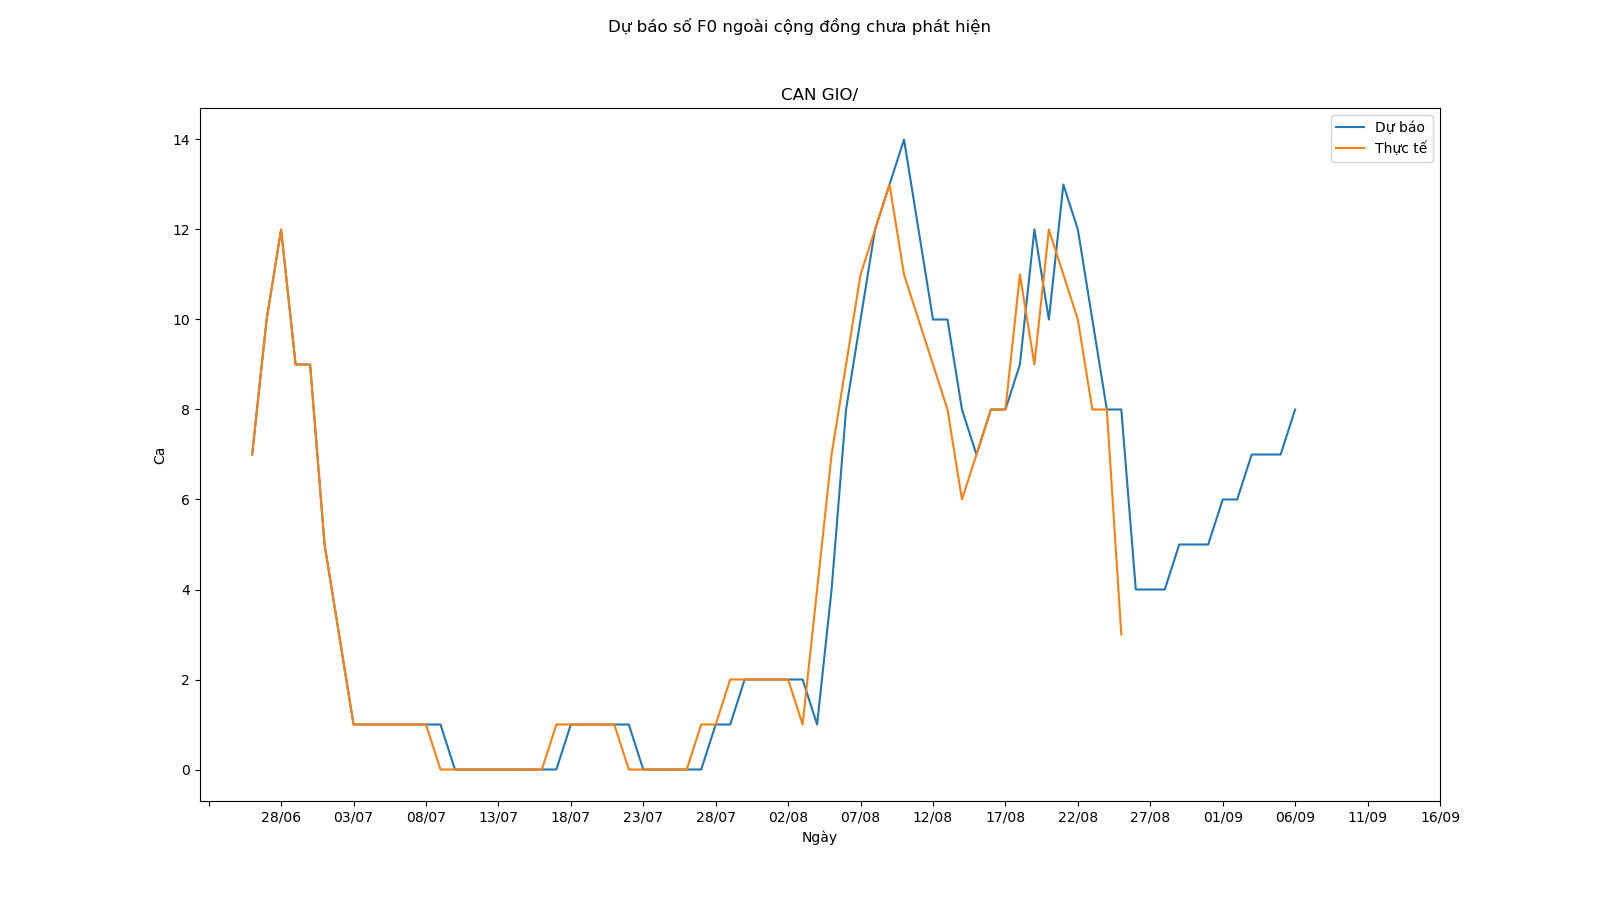 Dự báo số F0 ngoài cộng đồng chưa phát hiện
CAN GIO/
Dự báo
Thực tế
14
12
10
8
6
4
2
0
Ca
28/06 03/07 08/07 13/07 18/07 23/07 28/07 02/08 07/08 12/08 17/08 22/08 27/08 01/09 06/09 11/09 16/09
Ngày